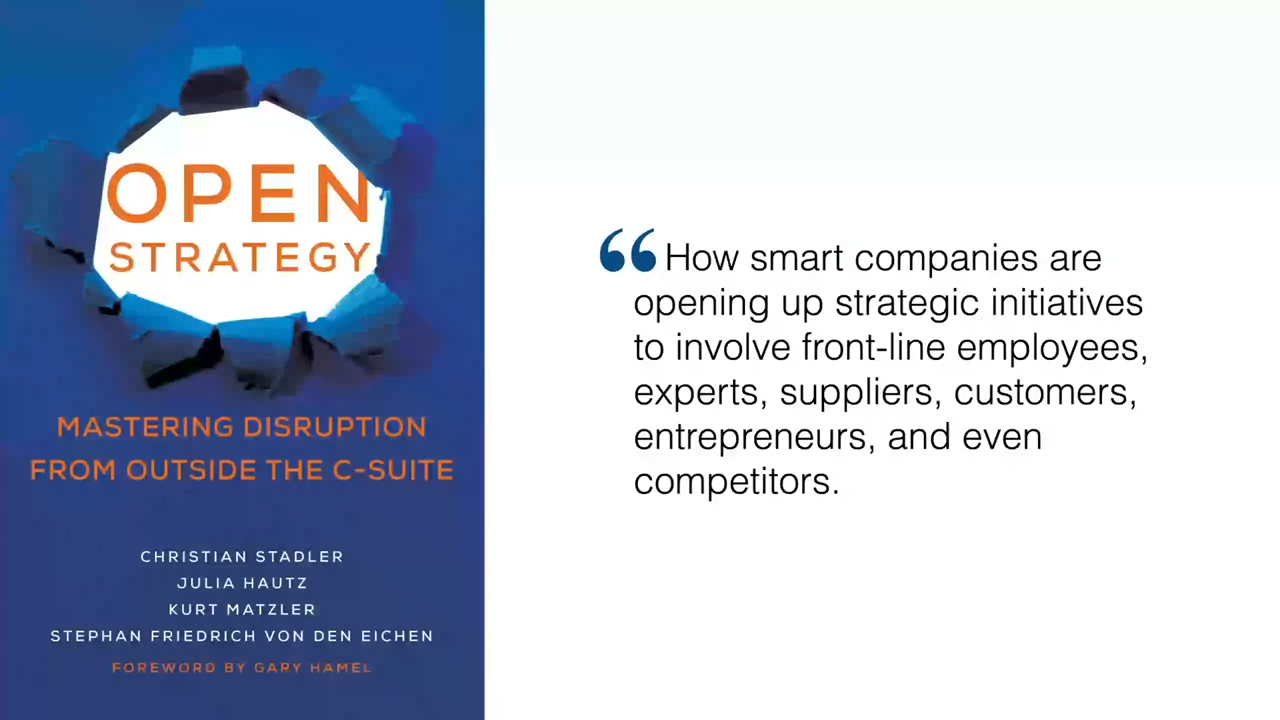 OPEN
STRATEGY
MASTERING DISRUPTION
FROM OUTSIDE THE C-SUITE
CHRISTIAN STADLER
JULIA HAUTZ
KURT MATZLER
STEPHAN FRIEDRICH VON DEN EICHEN
FOREWORD BY GARY HAMEL
“How smart companies are
opening up strategic initiatives
to involve front-line employees,
experts, suppliers, customers,
entrepreneurs, and even
competitors.